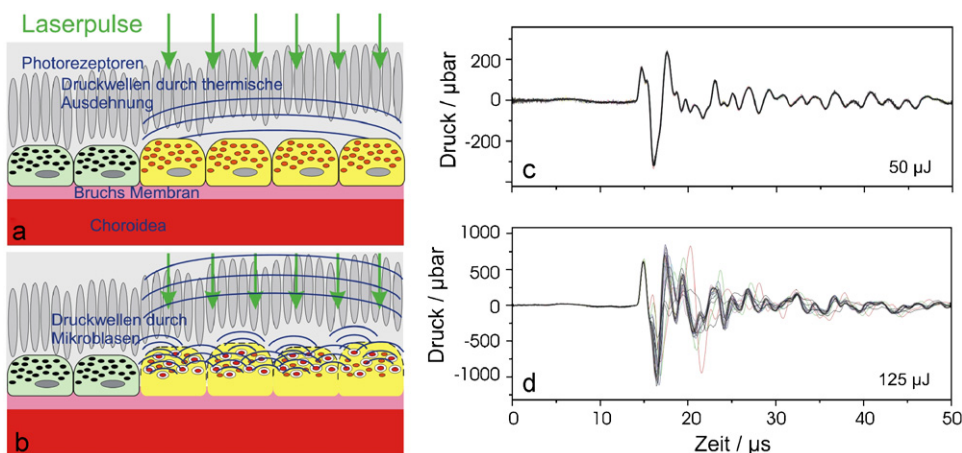 Laserpulse
Photorezeptoren
Druckwellen durch thermische
Ausdehnung
Bruchs Membran
Choroidea
a
Druckwellen durch
Mikroblasen
b
Druck / µbar
200
0
-200
c
50 µJ
Druck / µbar
1000
500
0
-500
-1000
d
125 µJ
0 10 20 30 40 50
Zeit / µs